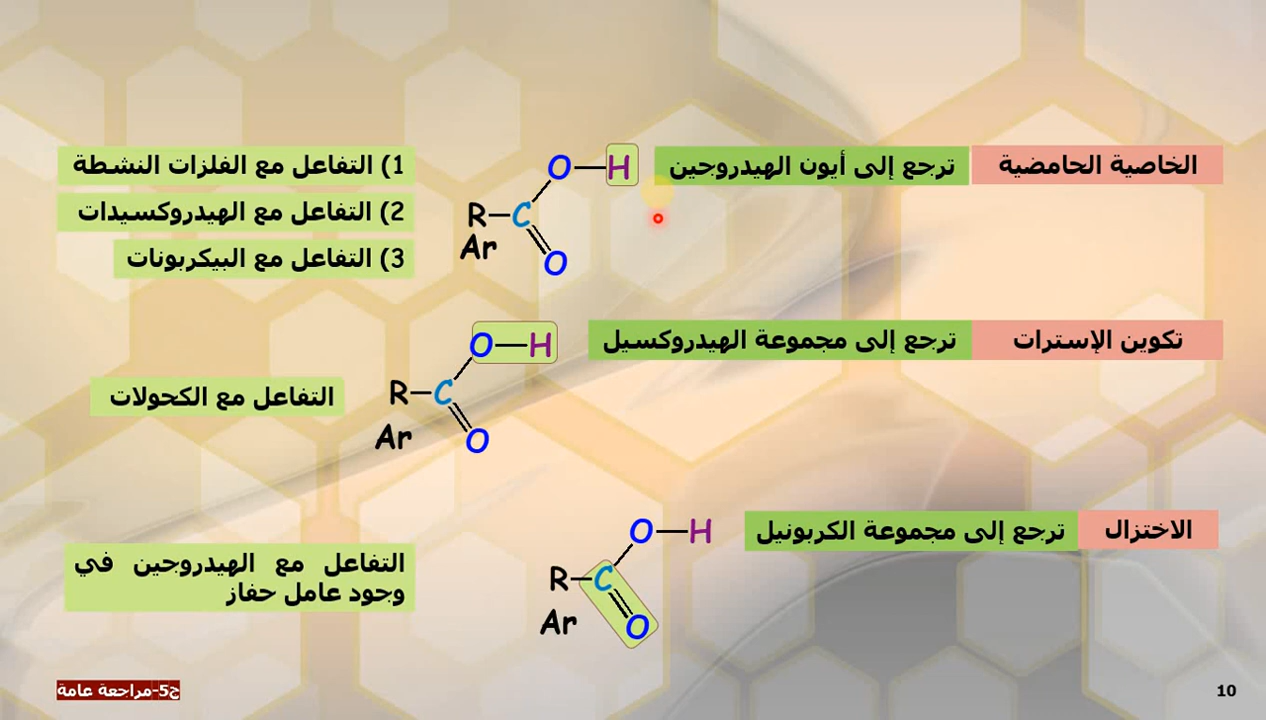 الخاصية الحامضية
ترجع إلى أيون الهيدروجين
O—H
R—C
Ar
O
1) التفاعل مع الفلزات النشطة
2) التفاعل مع الهيدروكسيدات
3) التفاعل مع البيكربونات
تكوين الإسترات
ترجع إلى مجموعة الهيدروكسيل
O—H
R—C
Ar
O
التفاعل مع الكحولات
الاختزال
ترجع إلى مجموعة الكربونيل
O—H
R—C
Ar
O
التفاعل مع الهيدروجين في
وجود عامل حفاز
ج5-مراجعة عامة
10